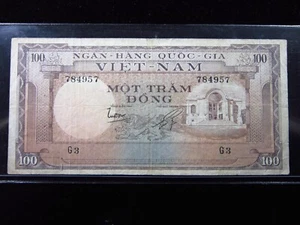 NGÂN-HÀNG QUỐC-GIA
100 VIỆT-NAM 100
784957 784957
MỘT TRĂM
ĐỒNG
G3 G3
100 100